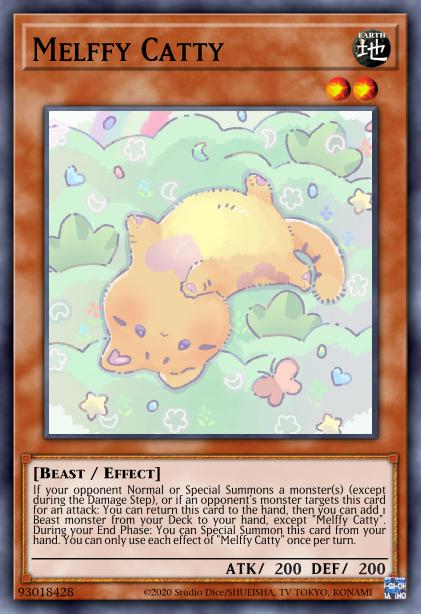 MELFFY CATTY
EARTH
地
[BEAST / EFFECT]
If your opponent Normal or Special Summons a monster(s) (except
during the Damage Step), or if an opponent's monster targets this card
for an attack: You can return this card to the hand, then you can add 1
Beast monster from your Deck to your hand, except "Melffy Catty".
During your End Phase: You can Special Summon this card from your
hand. You can only use each effect of "Melffy Catty" once per turn.
ATK/ 200 DEF/ 200
93018428
©2020 Studio Dice/SHUEISHA, TV TOKYO, KONAMI